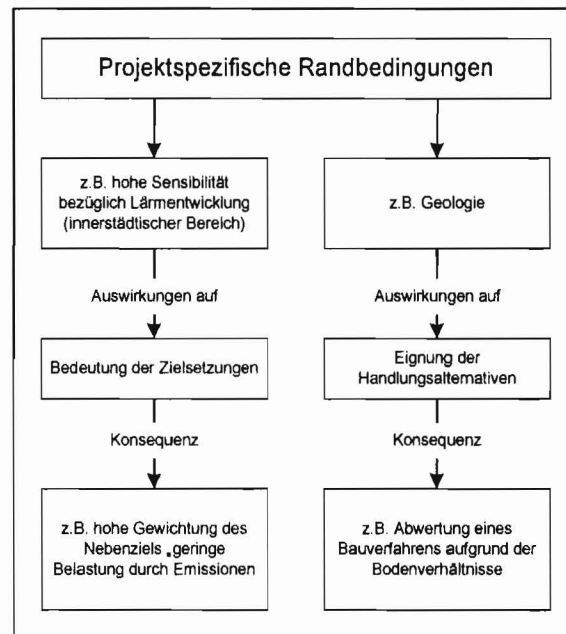 Projektspezifische Randbedingungen
z.B. hohe Sensibilität
bezüglich Lärmentwicklung
(innerstädtischer Bereich)
z.B. Geologie
Auswirkungen auf
Auswirkungen auf
Bedeutung der Zielsetzungen
Eignung der
Handlungsalternativen
Konsequenz
Konsequenz
z.B. hohe Gewichtung des
Nebenziels „geringe
Belastung durch Emissionen
z.B. Abwertung eines
Bauverfahrens aufgrund der
Bodenverhältnisse